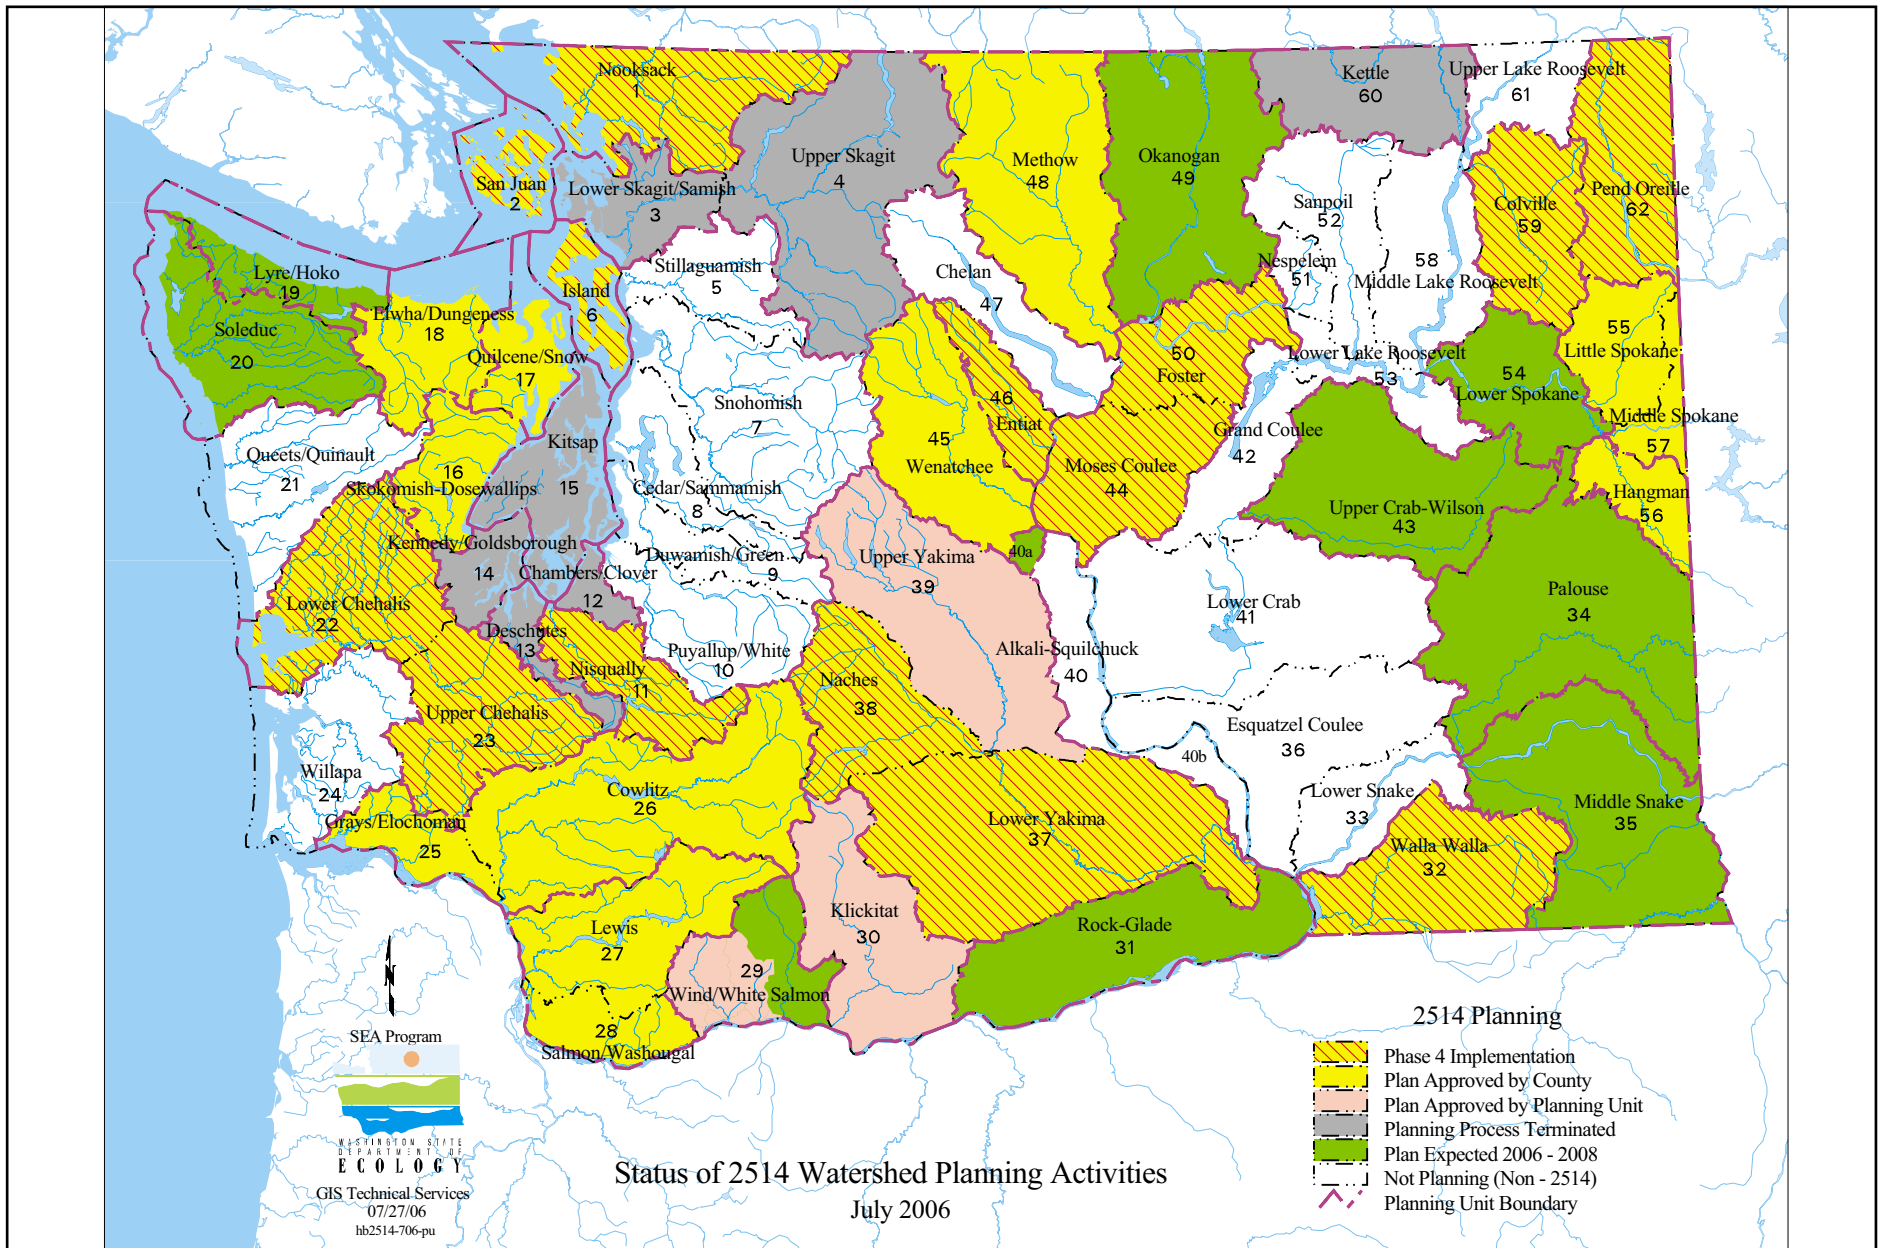 Nooksack
1
San Juan
2
Lower Skagit/Samish
3
Upper Skagit
4
Methow
48
Okanogan
49
Kettle
60
Upper Lake Roosevelt
61
Pend Oreille
62
Colville
59
Sanpoil
52
Nespelem
51
58
Middle Lake Roosevelt
Stillaguamish
5
Chelan
47
Island
6
Lyre/Hoko
19
Soleduc
20
Elwha/Dungeness
18
Quilcene/Snow
17
Snohomish
7
50
Foster
Lower Lake Roosevelt
53
54
Lower Spokane
55
Little Spokane
Middle Spokane
57
Hangman
56
46
Entiat
45
Wenatchee
Moses Coulee
44
Grand Coulee
42
Upper Crab-Wilson
43
Kitsap
15
Queets/Quinault
21
16
Skokomish-Dosewallips
Cedar/Sammamish
8
Kennedy/Goldsborough
14
Chambers/Clover
12
Duwamish/Green
9
Upper Yakima
39
40a
Lower Crab
41
Palouse
34
Lower Chehalis
22
Deschutes
13
Nisqually
11
Puyallup/White
10
Alkali-Squilchuck
40
Naches
38
Upper Chehalis
23
Esquatzel Coulee
36
40b
Willapa
24
Cowlitz
26
Lower Snake
33
Middle Snake
35
Grays/Elochoman
25
Lower Yakima
37
Walla Walla
32
Klickitat
30
Lewis
27
Rock-Glade
31
29
Wind/White Salmon
28
Salmon/Washougal
N
SEA Program
WASHINGTON STATE
DEPARTMENT OF
ECOLOGY
GIS Technical Services
07/27/06
hb2514-706-pu
Status of 2514 Watershed Planning Activities
July 2006
2514 Planning
Phase 4 Implementation
Plan Approved by County
Plan Approved by Planning Unit
Planning Process Terminated
Plan Expected 2006 - 2008
Not Planning (Non - 2514)
Planning Unit Boundary